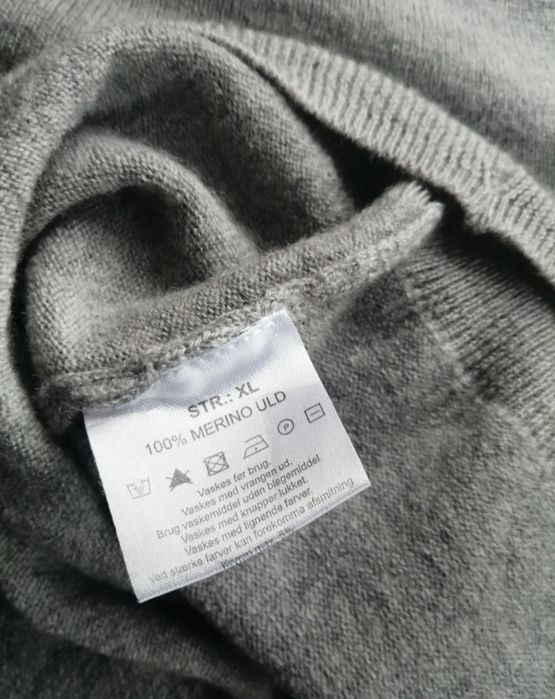 STR.: XL
100% MERINO ULD
P
Vaskes før brug.
Vaskes med vrangen ud.
Brug vaskemiddel uden blegemiddel.
Vaskes med knapper lukket.
Vaskes med lignende farver.
Ved stærke farver kan forekomme afsmitning
max.